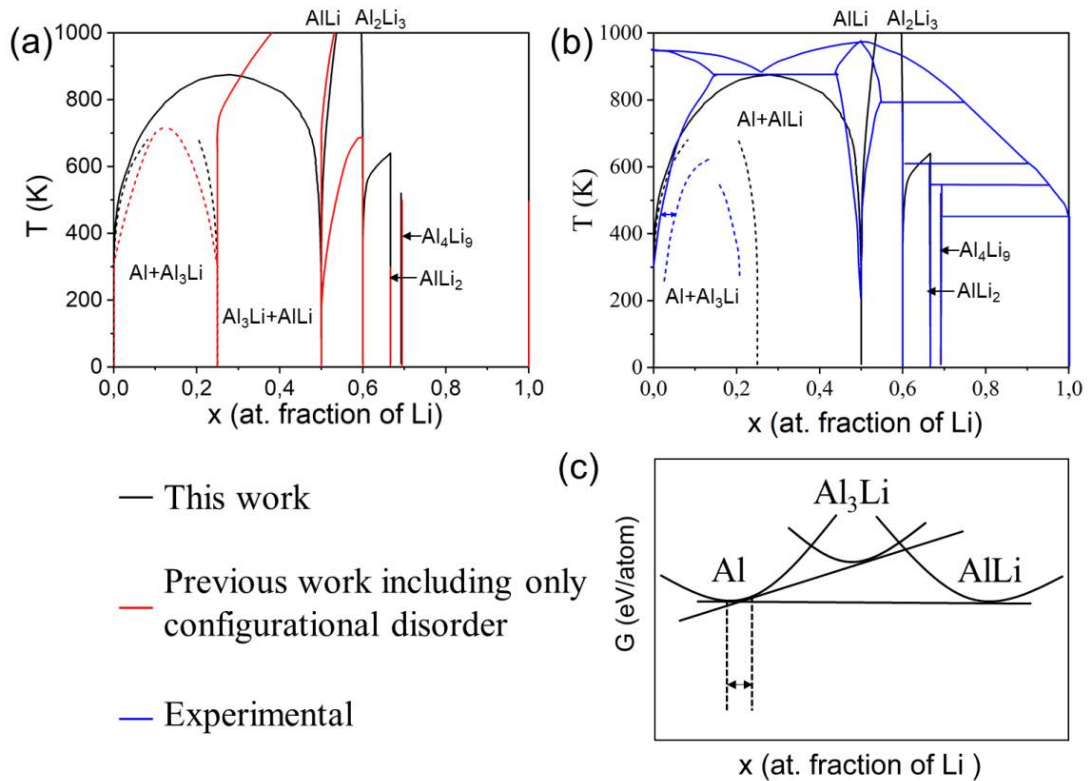 (a)
AlLi
Al₂Li₃
1000
800
600
400
200
0
T (K)
Al+Al₃Li
Al₃Li+AlLi
Al₄Li₉
AlLi₂
0,0
0,2
0,4
0,6
0,8
1,0
x (at. fraction of Li)
(b)
AlLi
Al₂Li₃
1000
800
600
400
200
0
T (K)
Al+AlLi
Al+Al₃Li
Al₄Li₉
AlLi₂
0,0
0,2
0,4
0,6
0,8
1,0
x (at. fraction of Li)
This work
Previous work including only
configurational disorder
Experimental
(c)
G (eV/atom)
Al
Al₃Li
AlLi
x (at. fraction of Li )